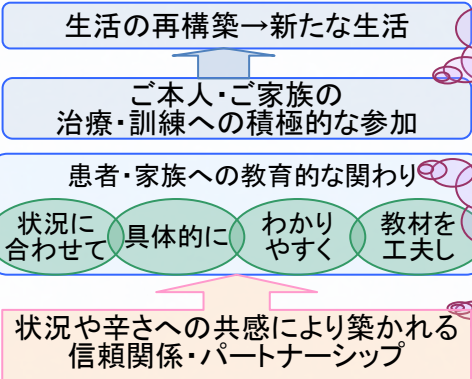 生活の再構築→新たな生活
ご本人・ご家族の
治療・訓練への積極的な参加
患者・家族への教育的な関わり
状況に
合わせて
具体的に
わかり
やすく
教材を
工夫し
状況や辛さへの共感により築かれる
信頼関係・パートナーシップ